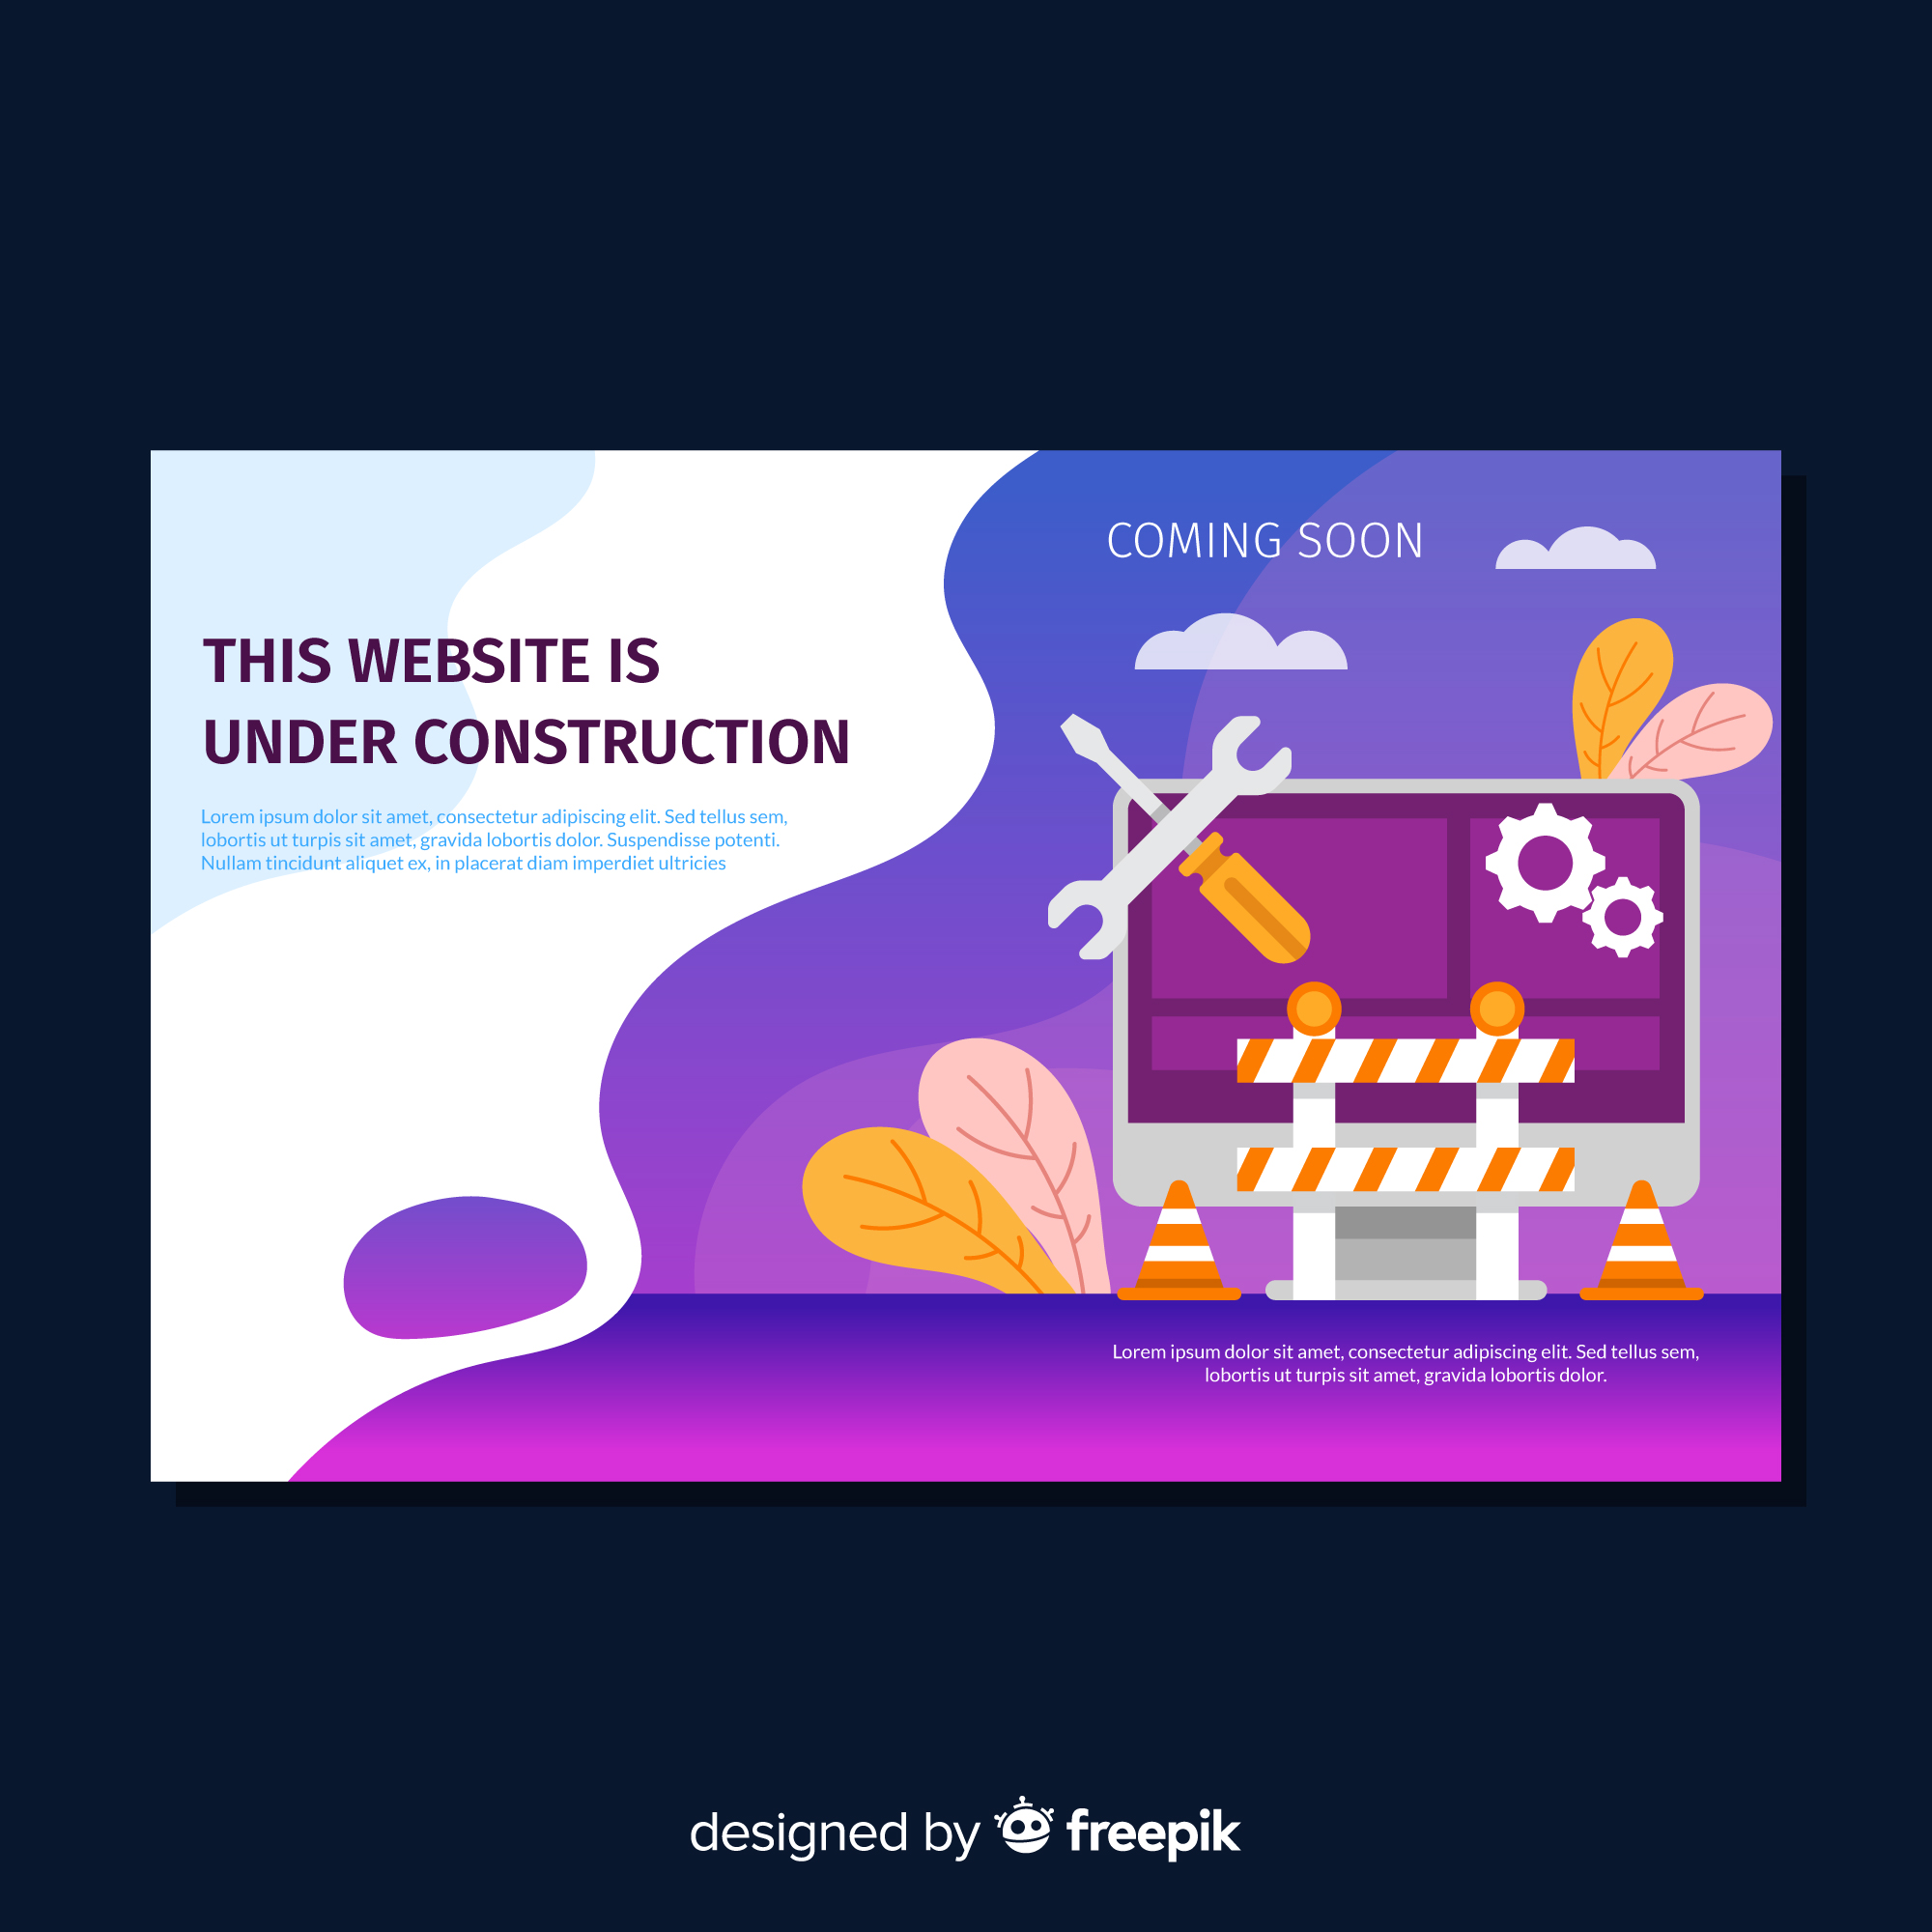 THIS WEBSITE IS
UNDER CONSTRUCTION
Lorem ipsum dolor sit amet, consectetur adipiscing elit. Sed tellus sem,
lobortis ut turpis sit amet, gravida lobortis dolor. Suspendisse potenti.
Nullam tincidunt aliquet ex, in placerat diam imperdiet ultricies
COMING SOON
Lorem ipsum dolor sit amet, consectetur adipiscing elit. Sed tellus sem,
lobortis ut turpis sit amet, gravida lobortis dolor.
designed by freepik